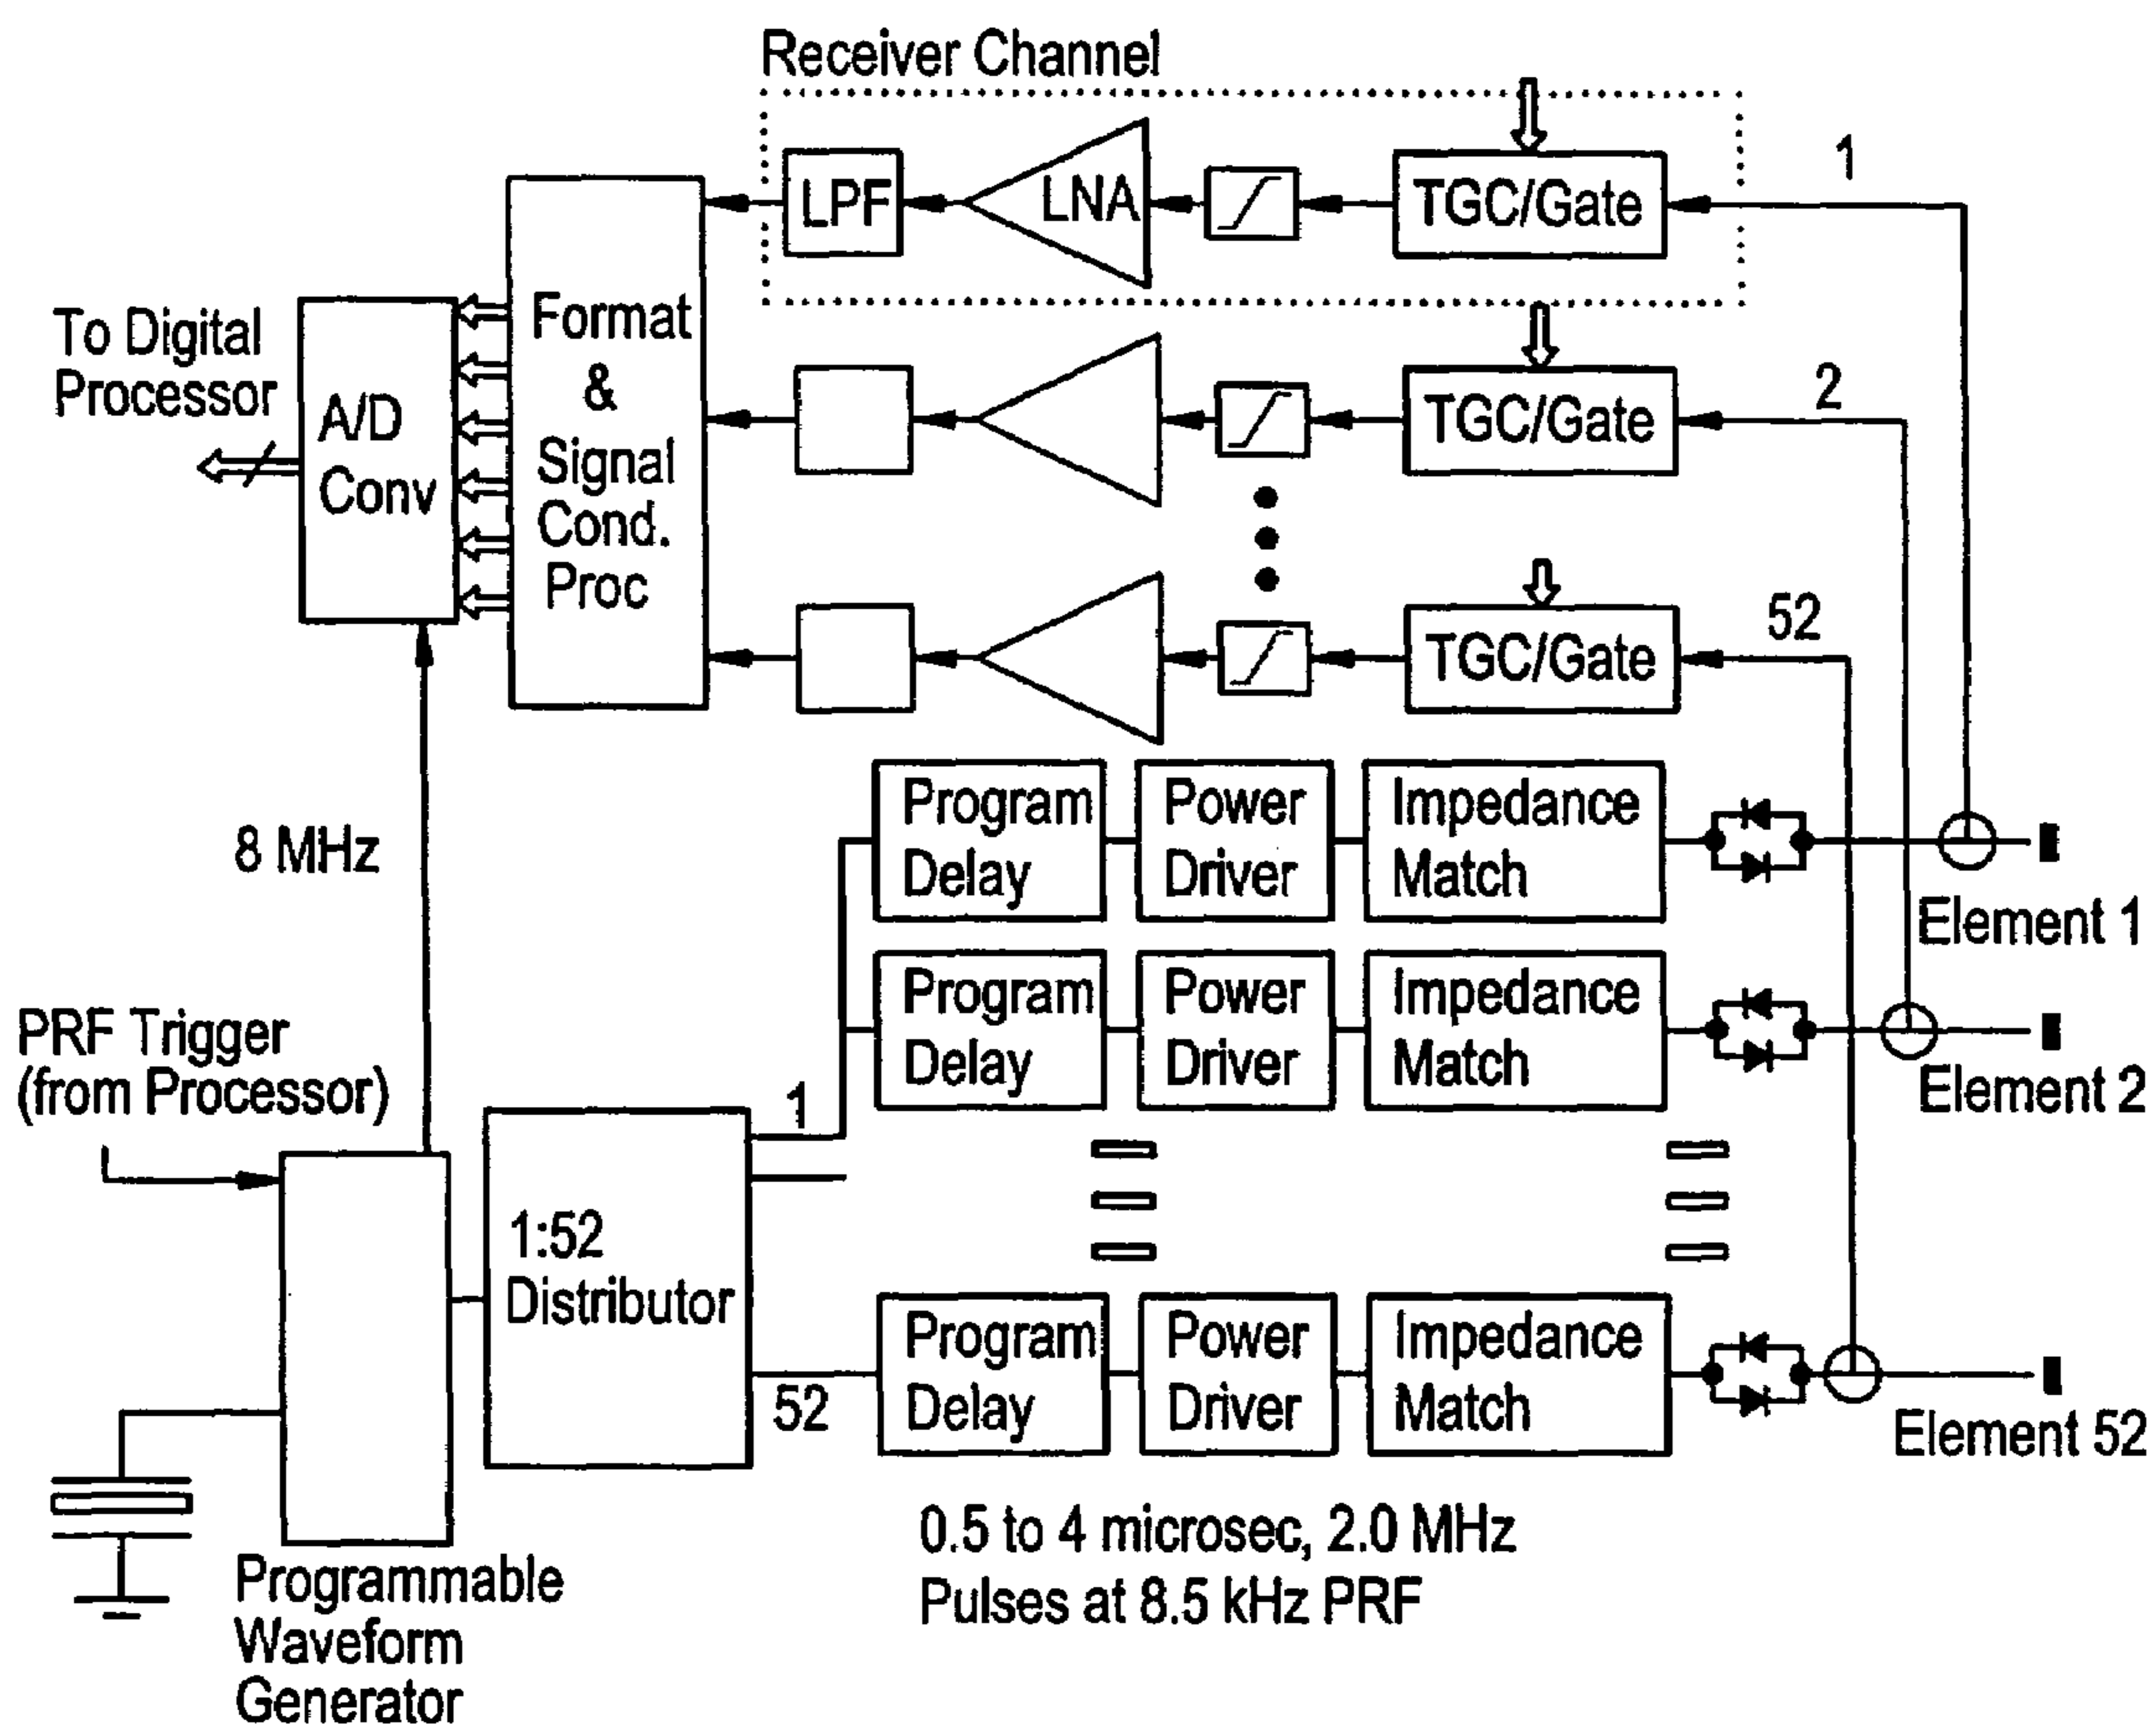 Receiver Channel
LPF
LNA
TGC/Gate
1
To Digital
Processor
A/D
Conv
Format
&
Signal
Cond.
Proc
TGC/Gate
2
TGC/Gate
52
8 MHz
Program
Delay
Power
Driver
Impedance
Match
Element 1
Program
Delay
Power
Driver
Impedance
Match
Element 2
PRF Trigger
(from Processor)
1
1:52
Distributor
52
Program
Delay
Power
Driver
Impedance
Match
Element 52
0.5 to 4 microsec, 2.0 MHz
Pulses at 8.5 kHz PRF
Programmable
Waveform
Generator